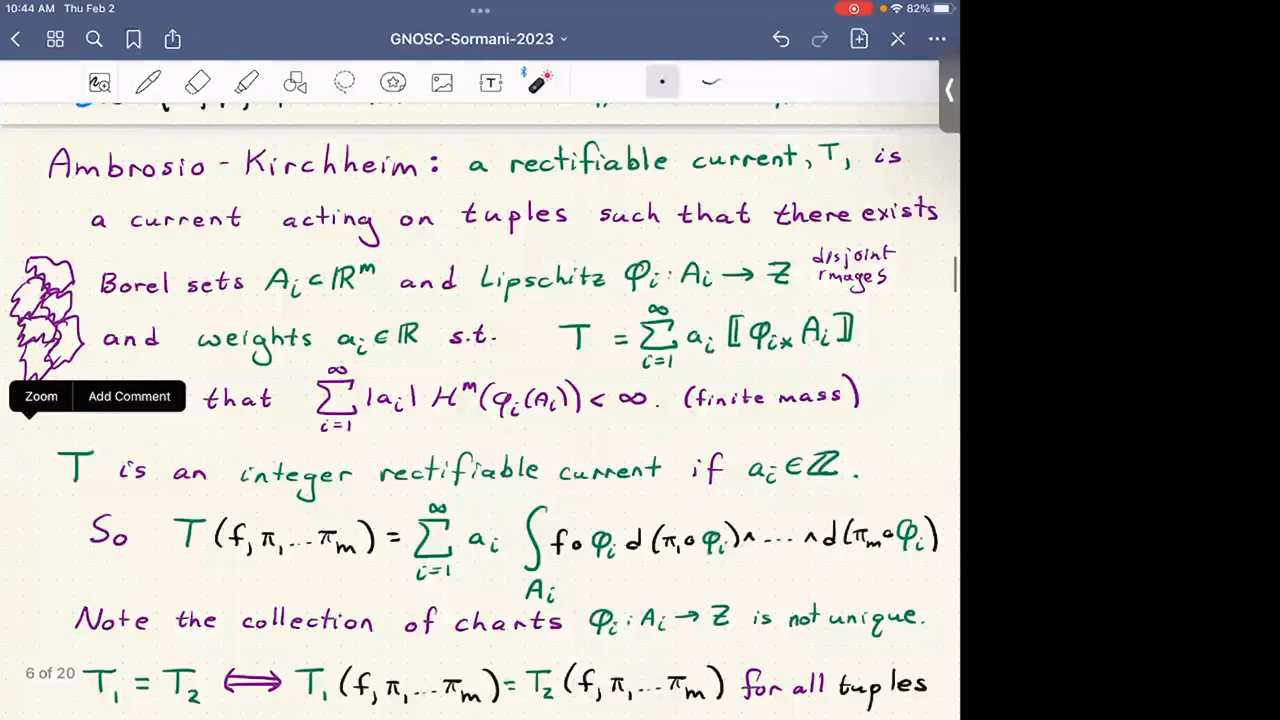 10:44 AM Thu Feb 2
82%
GNOSC-Sormani-2023
Ambrosio - Kirchheim: a rectifiable current, T, is
a current acting on tuples such that there exists
Borel sets Aᵢ ⊂ ℝᵐ and Lipschitz φᵢ : Aᵢ → Z disjoint images
and weights aᵢ ∈ ℝ s.t. T = ∑_{i=1}^{∞} aᵢ ⟦ φᵢ* Aᵢ ⟧
Zoom Add Comment that ∑_{i=1}^{∞} |aᵢ| Hᵐ(φᵢ(Aᵢ)) < ∞. (finite mass)
T is an integer rectifiable current if aᵢ ∈ ℤ.
So T(f, π₁ ... πₘ) = ∑_{i=1}^{∞} aᵢ ∫_{Aᵢ} f∘φᵢ d(π₁∘φᵢ)∧ ... ∧d(πₘ∘φᵢ)
Note the collection of charts φᵢ : Aᵢ → Z is not unique.
6 of 20
T₁ = T₂ ⟺ T₁(f, π₁ ... πₘ) = T₂(f, π₁ ... πₘ) for all tuples